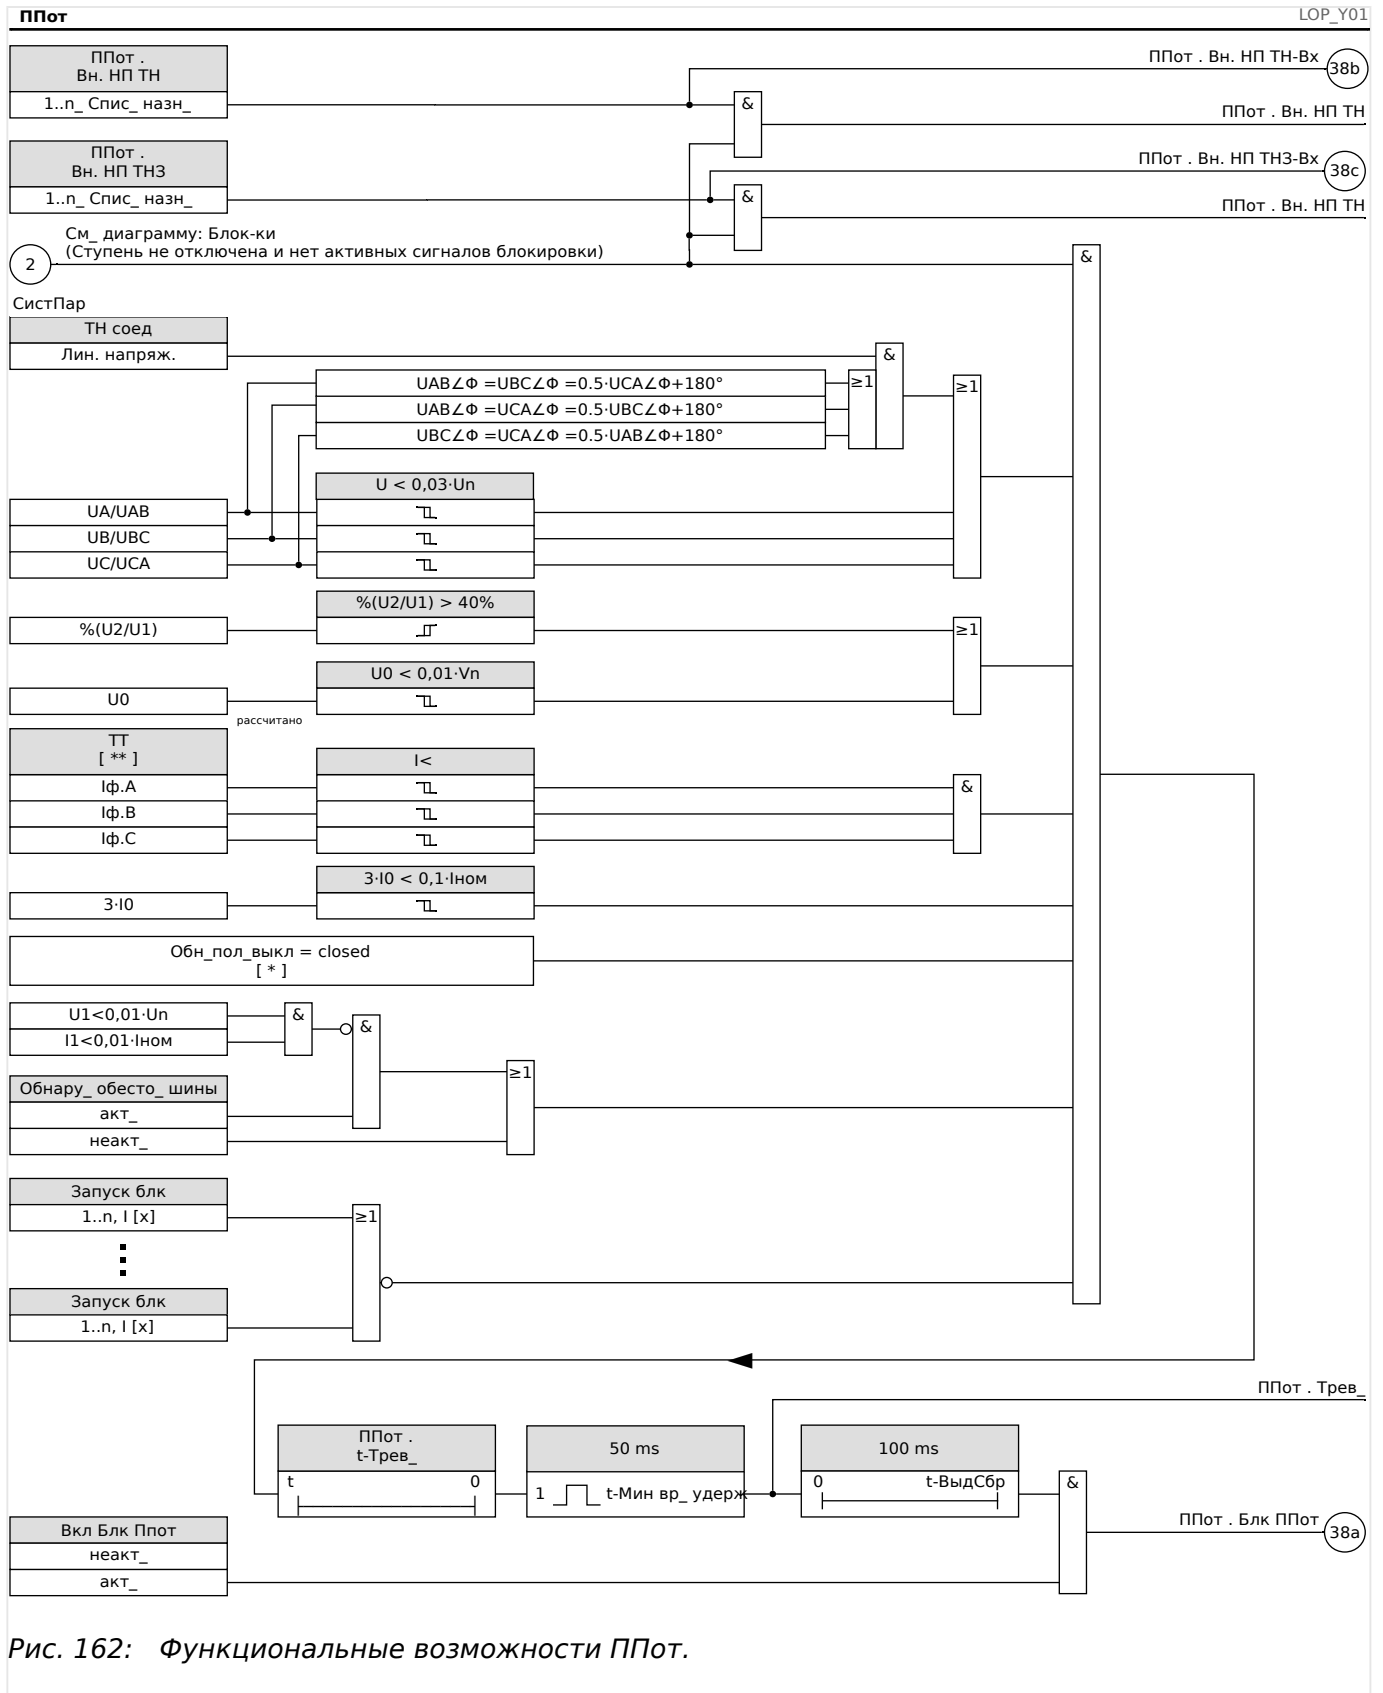 ППот
LOP_Y01
ППот .
Вн. НП ТН
1..n_ Спис_ назн_
ППот . Вн. НП ТН-Вх
38b
&
ППот . Вн. НП ТН
ППот .
Вн. НП ТНЗ
1..n_ Спис_ назн_
ППот . Вн. НП ТНЗ-Вх
38c
&
ППот . Вн. НП ТН
См_ диаграмму: Блок-ки
(Ступень не отключена и нет активных сигналов блокировки)
2
&
СистПар
ТН соед
Лин. напряж.
&
UAB∠Φ =UBC∠Φ =0.5·UCA∠Φ+180°
≥1
≥1
UAB∠Φ =UCA∠Φ =0.5·UBC∠Φ+180°
UBC∠Φ =UCA∠Φ =0.5·UAB∠Φ+180°
U < 0,03·Un
UA/UAB
UB/UBC
UC/UCA
%(U2/U1) > 40%
%(U2/U1)
≥1
U0 < 0,01·Vn
U0
рассчитано
ТТ
[ ** ]
I<
Iф.A
&
Iф.B
Iф.C
3·I0 < 0,1·Iном
3·I0
Обн_пол_выкл = closed
[ * ]
U1<0,01·Un
&
&
I1<0,01·Iном
≥1
Обнару_ обесто_ шины
акт_
неакт_
Запуск блк
1..n, I [x]
≥1
Запуск блк
1..n, I [x]
ППот . Трев_
ППот .
t-Трев_
50 ms
100 ms
t
0
1
t-Мин вр_ удерж
0
t-ВыдСбр
&
Вкл Блк Ппот
ППот . Блк ППот
38a
неакт_
акт_
Рис. 162: Функциональные возможности ППот.